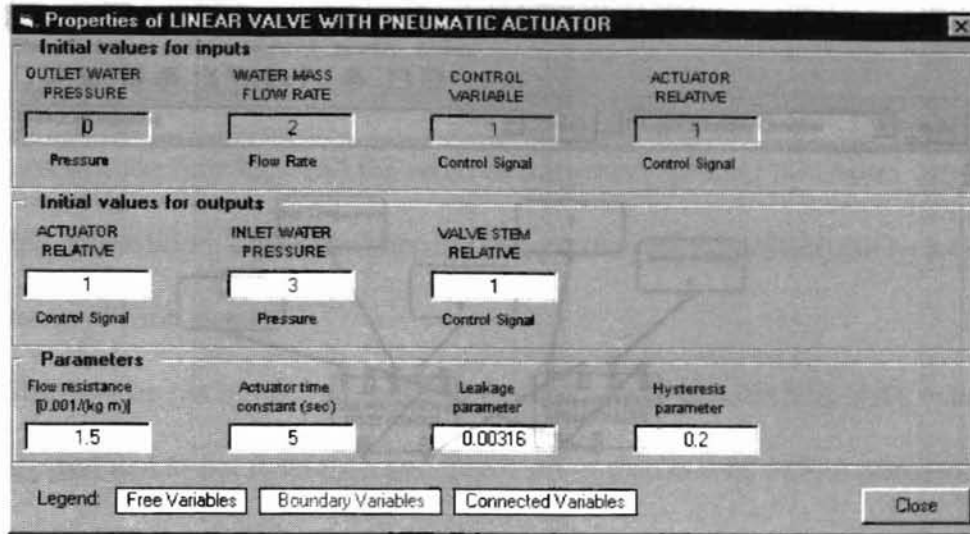 Properties of LINEAR VALVE WITH PNEUMATIC ACTUATOR
Initial values for inputs
OUTLET WATER PRESSURE
0
Pressure
WATER MASS FLOW RATE
2
Flow Rate
CONTROL VARIABLE
1
Control Signal
ACTUATOR RELATIVE
1
Control Signal
Initial values for outputs
ACTUATOR RELATIVE
1
Control Signal
INLET WATER PRESSURE
3
Pressure
VALVE STEM RELATIVE
1
Control Signal
Parameters
Flow resistance [0.001/(kg m)]
1.5
Actuator time constant (sec)
5
Leakage parameter
0.00316
Hysteresis parameter
0.2
Legend: Free Variables Boundary Variables Connected Variables
Close